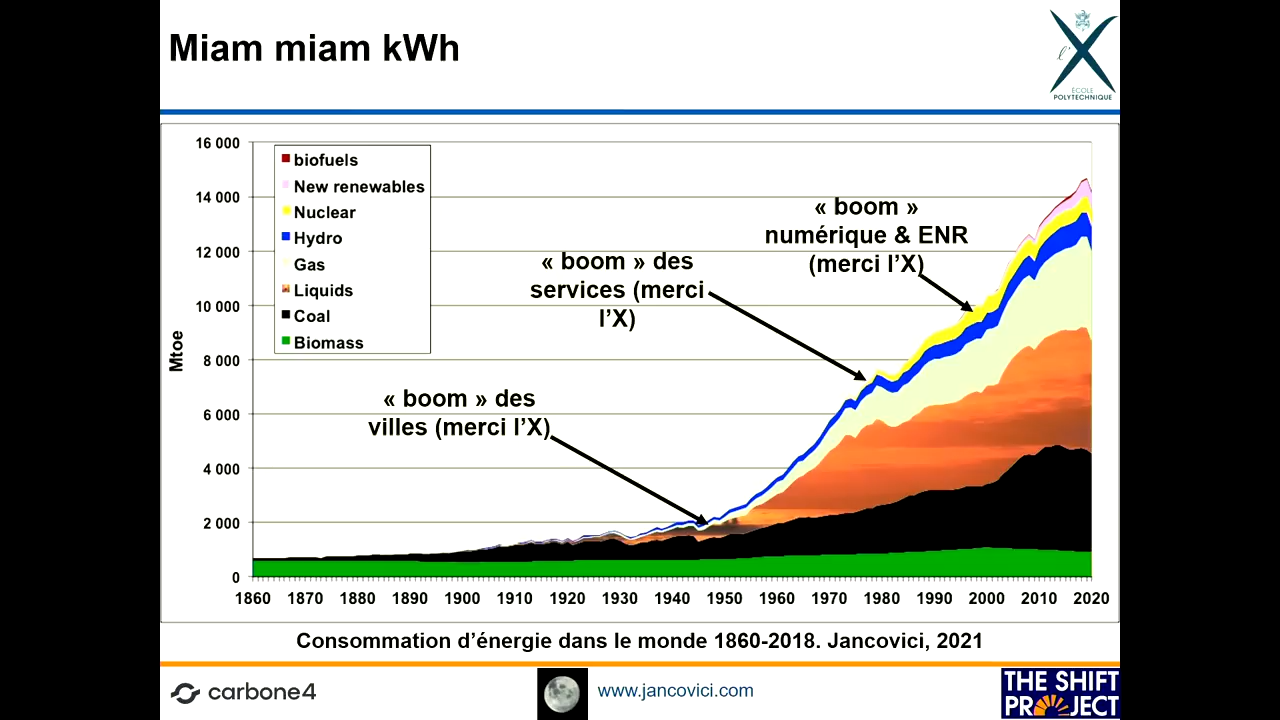 Miam miam kWh
l'X
ÉCOLE
POLYTECHNIQUE
16 000
14 000
12 000
10 000
8 000
6 000
4 000
2 000
0
Mtoe
biofuels
New renewables
Nuclear
Hydro
Gas
Liquids
Coal
Biomass
« boom »
numérique & ENR
(merci l'X)
« boom » des
services (merci
l'X)
« boom » des
villes (merci l'X)
1860 1870 1880 1890 1900 1910 1920 1930 1940 1950 1960 1970 1980 1990 2000 2010 2020
Consommation d'énergie dans le monde 1860-2018. Jancovici, 2021
carbone4
www.jancovici.com
THE SHIFT
PROJECT